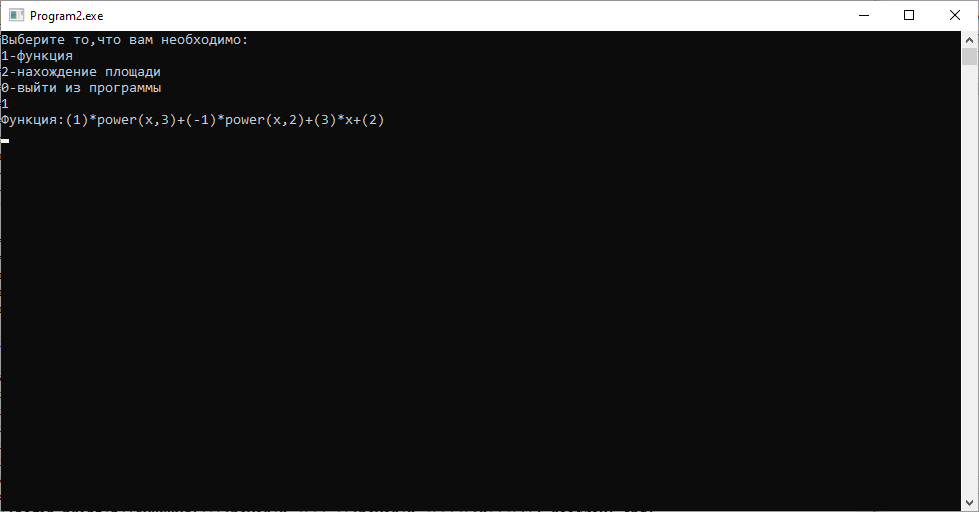 Program2.exe
Выберите то,что вам необходимо:
1-функция
2-нахождение площади
0-выйти из программы
1
Функция:(1)*power(x,3)+(-1)*power(x,2)+(3)*x+(2)